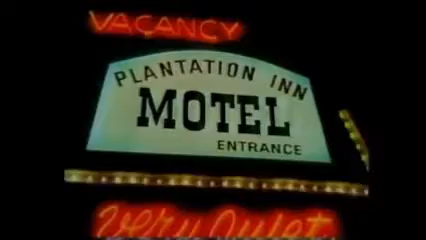 VACANCY
PLANTATION INN
MOTEL
ENTRANCE
Very Quiet